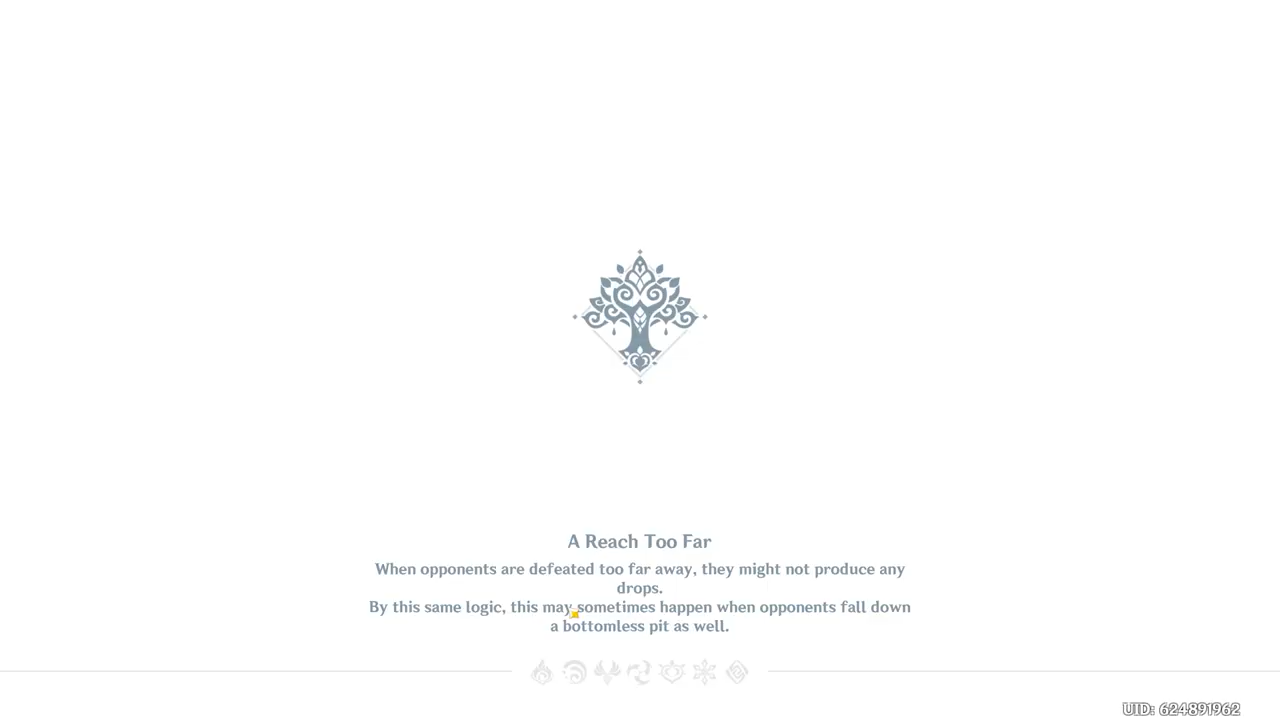 A Reach Too Far
When opponents are defeated too far away, they might not produce any
drops.
By this same logic, this may sometimes happen when opponents fall down
a bottomless pit as well.
UID: 624891962